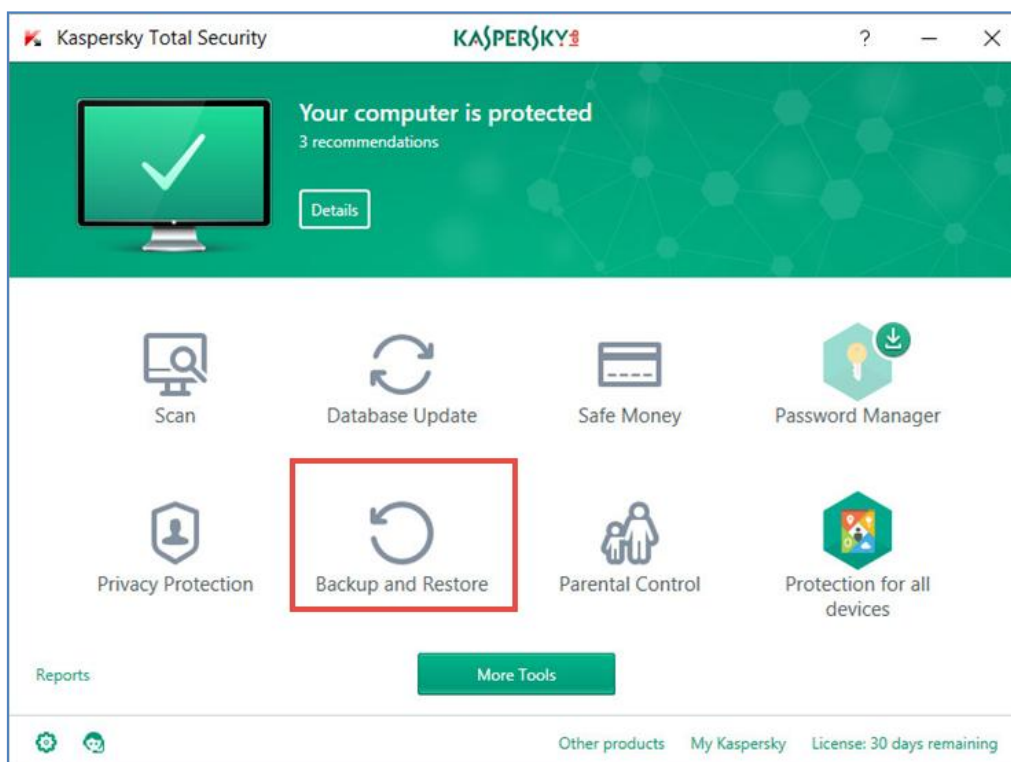 Kaspersky Total Security
KASPERSKY lab
?
Your computer is protected
3 recommendations
Details
Scan
Database Update
Safe Money
Password Manager
Privacy Protection
Backup and Restore
Parental Control
Protection for all
devices
Reports
More Tools
Other products
My Kaspersky
License: 30 days remaining